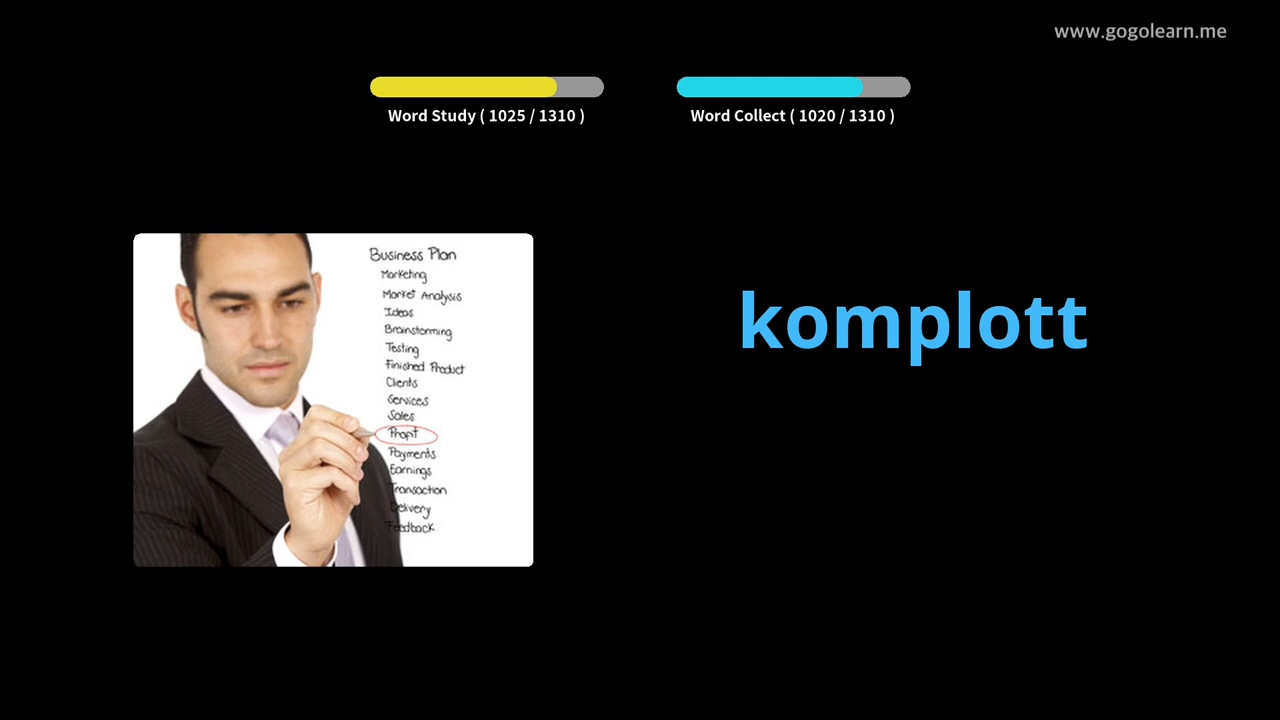 www.gogolearn.me
Word Study ( 1025 / 1310 )
Word Collect ( 1020 / 1310 )
Business Plan
Marketing
Market Analysis
Ideas
Brainstorming
Testing
Finished Product
Clients
Services
Sales
Profit
Payments
Earnings
Transaction
Delivery
Feedback
komplott